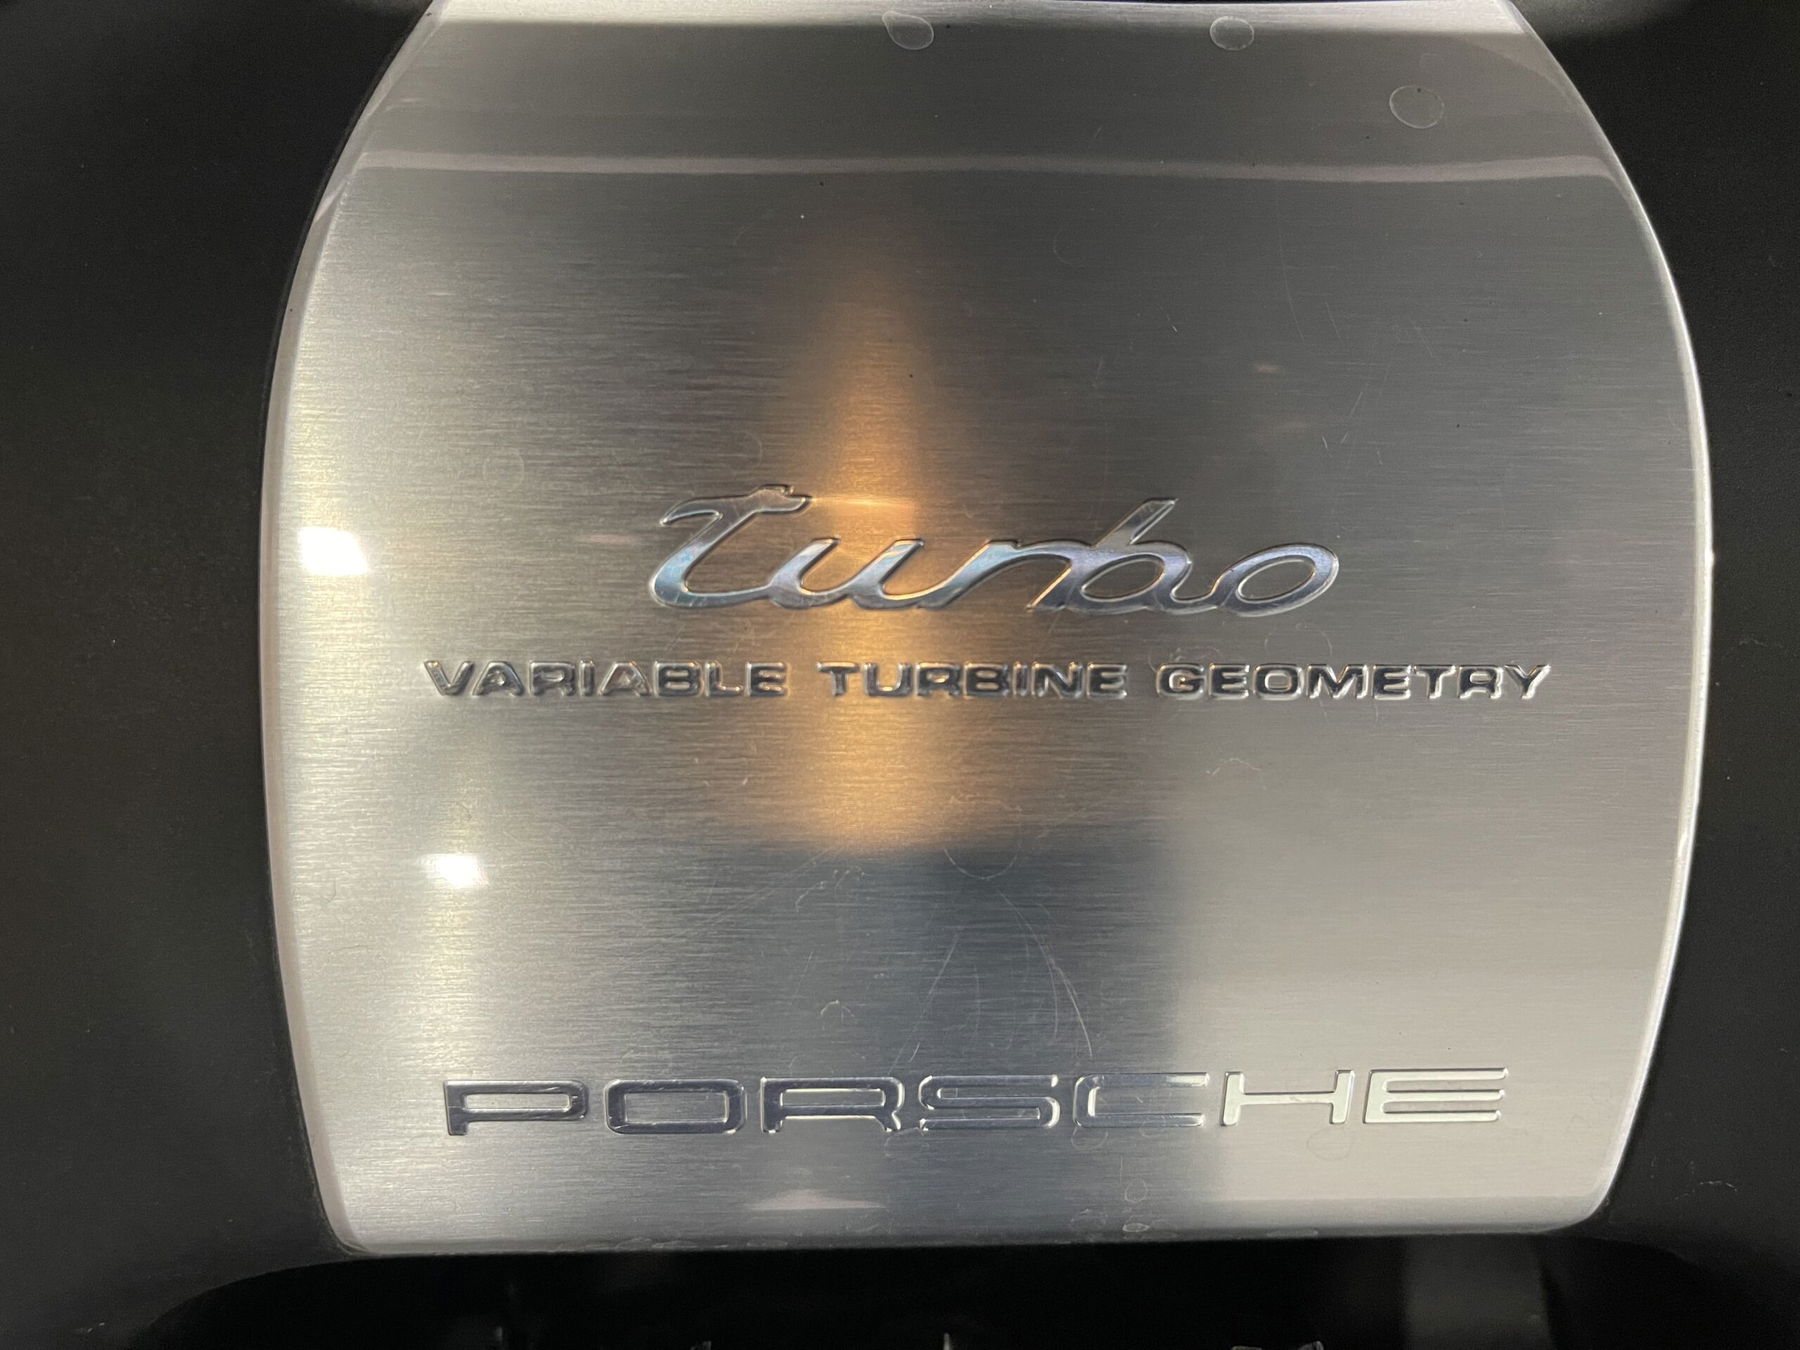 turbo
VARIABLE TURBINE GEOMETRY
PORSCHE